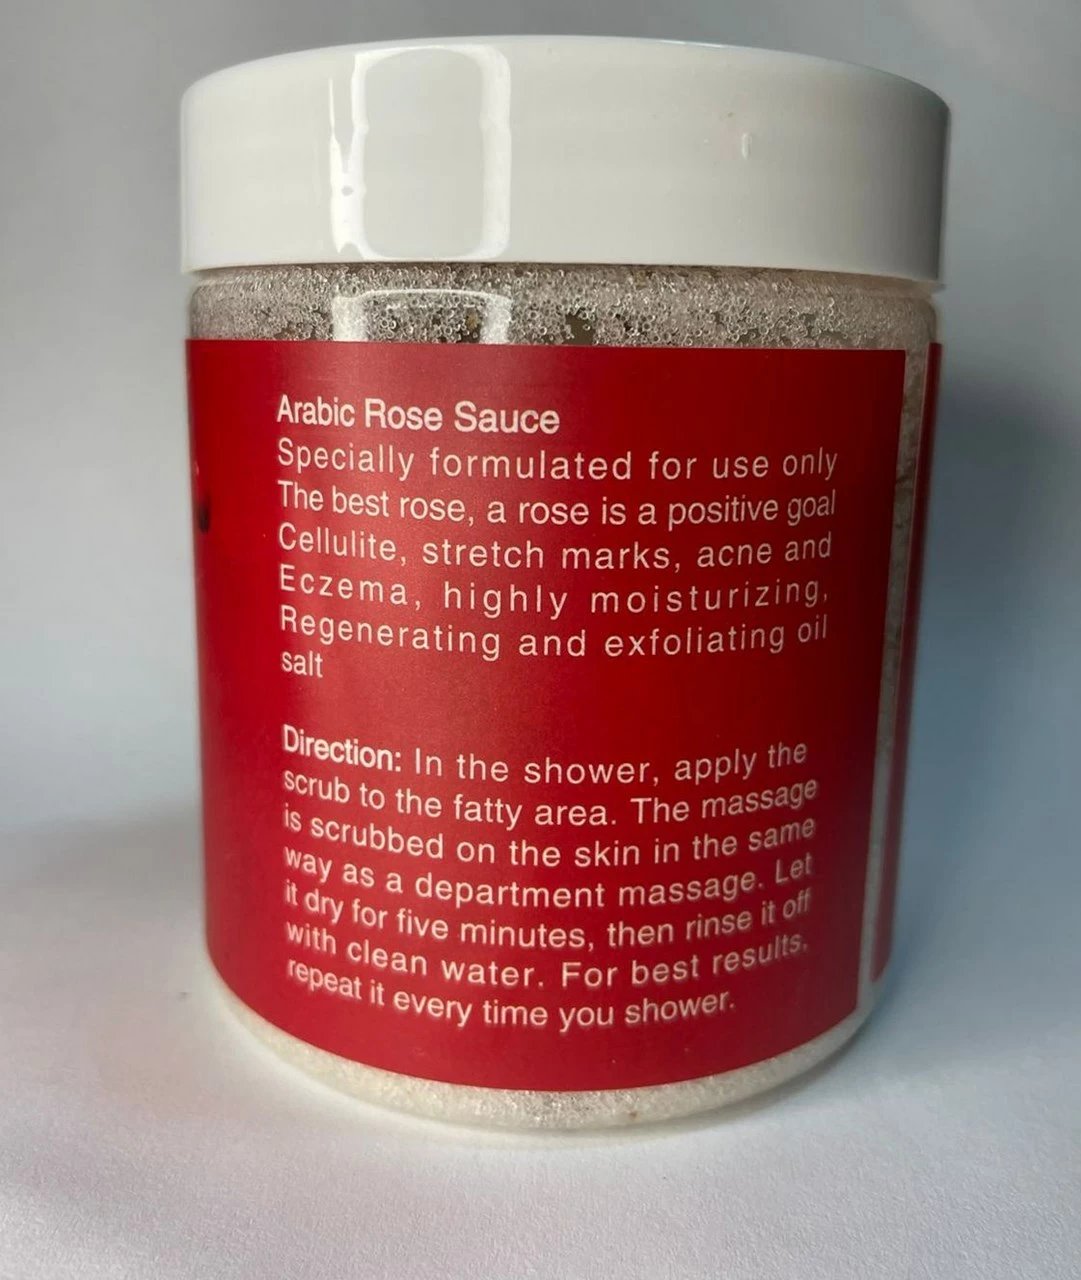 Arabic Rose Sauce
Specially formulated for use only
The best rose, a rose is a positive goal
Cellulite, stretch marks, acne and
Eczema, highly moisturizing,
Regenerating and exfoliating oil
salt
Direction: In the shower, apply the
scrub to the fatty area. The massage
is scrubbed on the skin in the same
way as a department massage. Let
it dry for five minutes, then rinse it off
with clean water. For best results,
repeat it every time you shower.